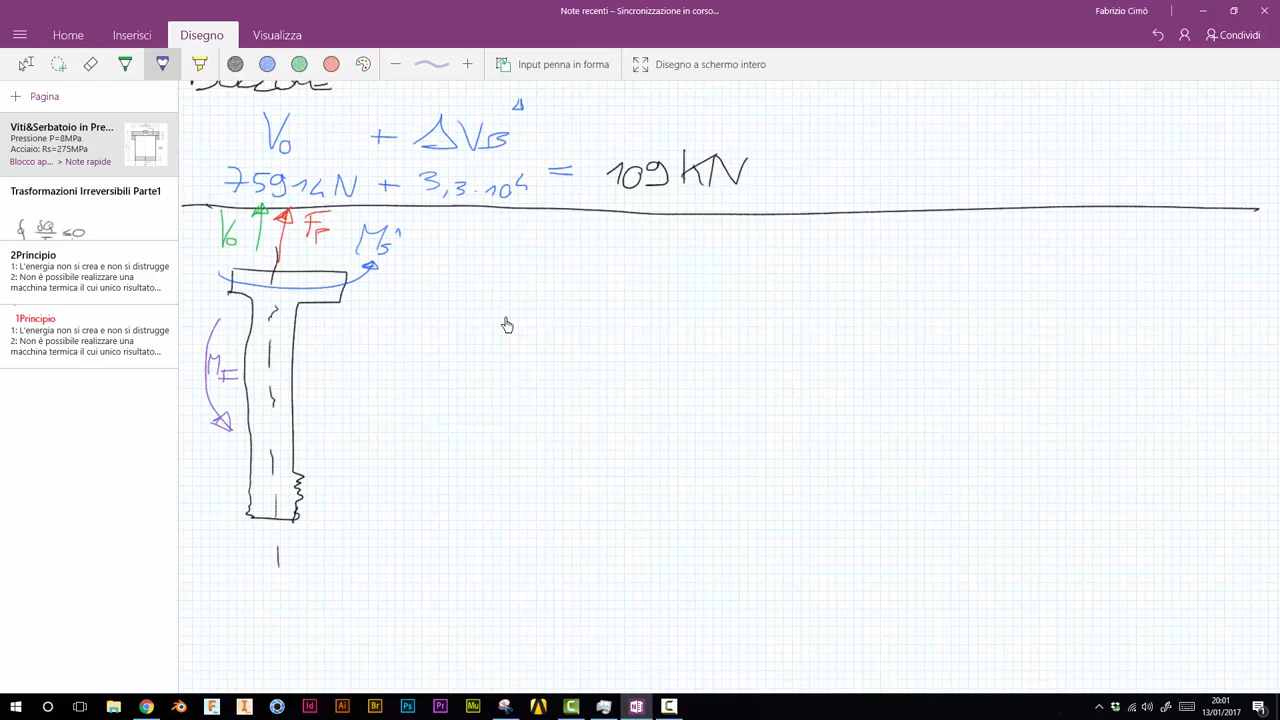 Note recenti – Sincronizzazione in corso...
Fabrizio Cimò
Home
Inserisci
Disegno
Visualizza
Condividi
Input penna in forma
Disegno a schermo intero
Pagina
Viti&Serbatoio in Pre...
Pressione P=8MPa
Acciaio: Rs=275MPa
Blocco ap... > Note rapide
Trasformazioni Irreversibili Parte1
2Principio
1: L'energia non si crea e non si distrugge
2: Non è possibile realizzare una
macchina termica il cui unico risultato...
1Principio
1: L'energia non si crea e non si distrugge
2: Non é possibile realizzare una
macchina termica il cui unico risultato...
V0 + ΔVB
75914N + 3,3·10⁴ = 109 kN
V0
FP
MS
MF
20:01
13/01/2017